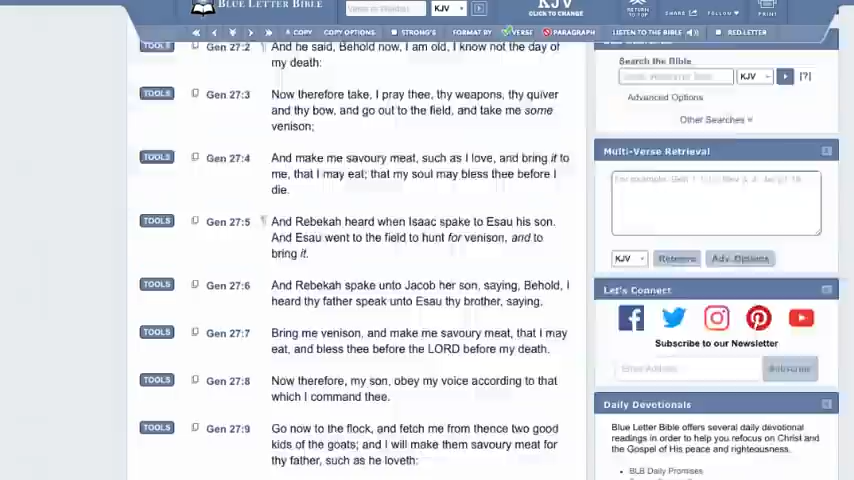 BLUE LETTER BIBLE
KJV
KJV
CLICK TO CHANGE
RETURN
TO TOP
SHARE
FOLLOW
PRINT
COPY
COPY OPTIONS
STRONG'S
FORMAT BY
VERSE
PARAGRAPH
LISTEN TO THE BIBLE
RED LETTER
TOOLS
Gen 27:2
¶ And he said, Behold now, I am old, I know not the day of
my death:
TOOLS
Gen 27:3
Now therefore take, I pray thee, thy weapons, thy quiver
and thy bow, and go out to the field, and take me some
venison;
TOOLS
Gen 27:4
And make me savoury meat, such as I love, and bring it to
me, that I may eat; that my soul may bless thee before I
die.
TOOLS
Gen 27:5
¶ And Rebekah heard when Isaac spake to Esau his son.
And Esau went to the field to hunt for venison, and to
bring it.
TOOLS
Gen 27:6
And Rebekah spake unto Jacob her son, saying, Behold, I
heard thy father speak unto Esau thy brother, saying,
TOOLS
Gen 27:7
Bring me venison, and make me savoury meat, that I may
eat, and bless thee before the LORD before my death.
TOOLS
Gen 27:8
Now therefore, my son, obey my voice according to that
which I command thee.
TOOLS
Gen 27:9
Go now to the flock, and fetch me from thence two good
kids of the goats; and I will make them savoury meat for
thy father, such as he loveth:
Search the Bible
KJV
[?]
Advanced Options
Other Searches
Multi-Verse Retrieval
KJV
Retrieve
Adv. Options
Let's Connect
Subscribe to our Newsletter
Email Address
Subscribe
Daily Devotionals
Blue Letter Bible offers several daily devotional
readings in order to help you refocus on Christ and
the Gospel of His peace and righteousness.
BLB Daily Promises